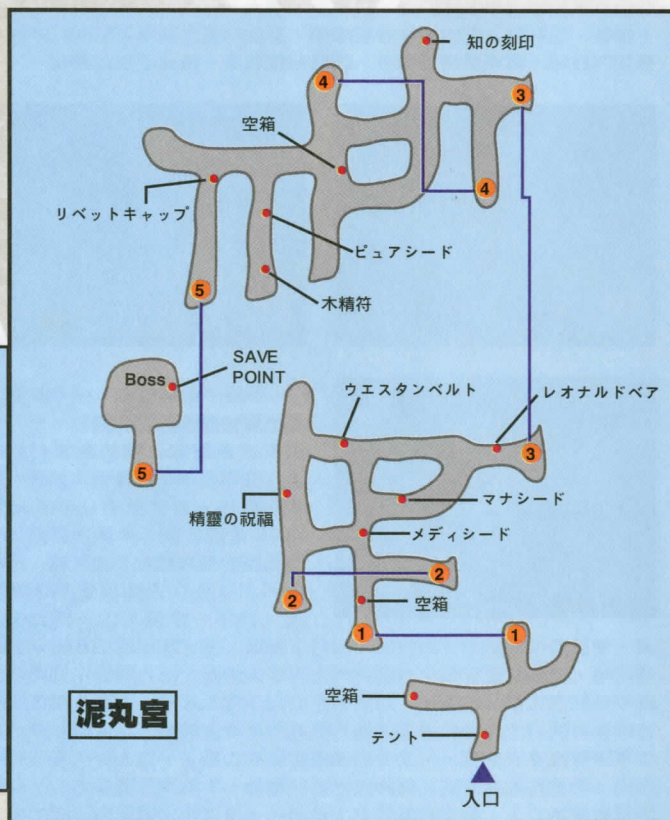 知の刻印
4
3
空箱
4
リベットキャップ
ピュアシード
5
木精符
SAVE
POINT
Boss
ウエスタンベルト
レオナルドベア
5
3
精靈の祝福
マナシード
メディシード
2
2
空箱
1
1
空箱
泥丸宮
テント
入口